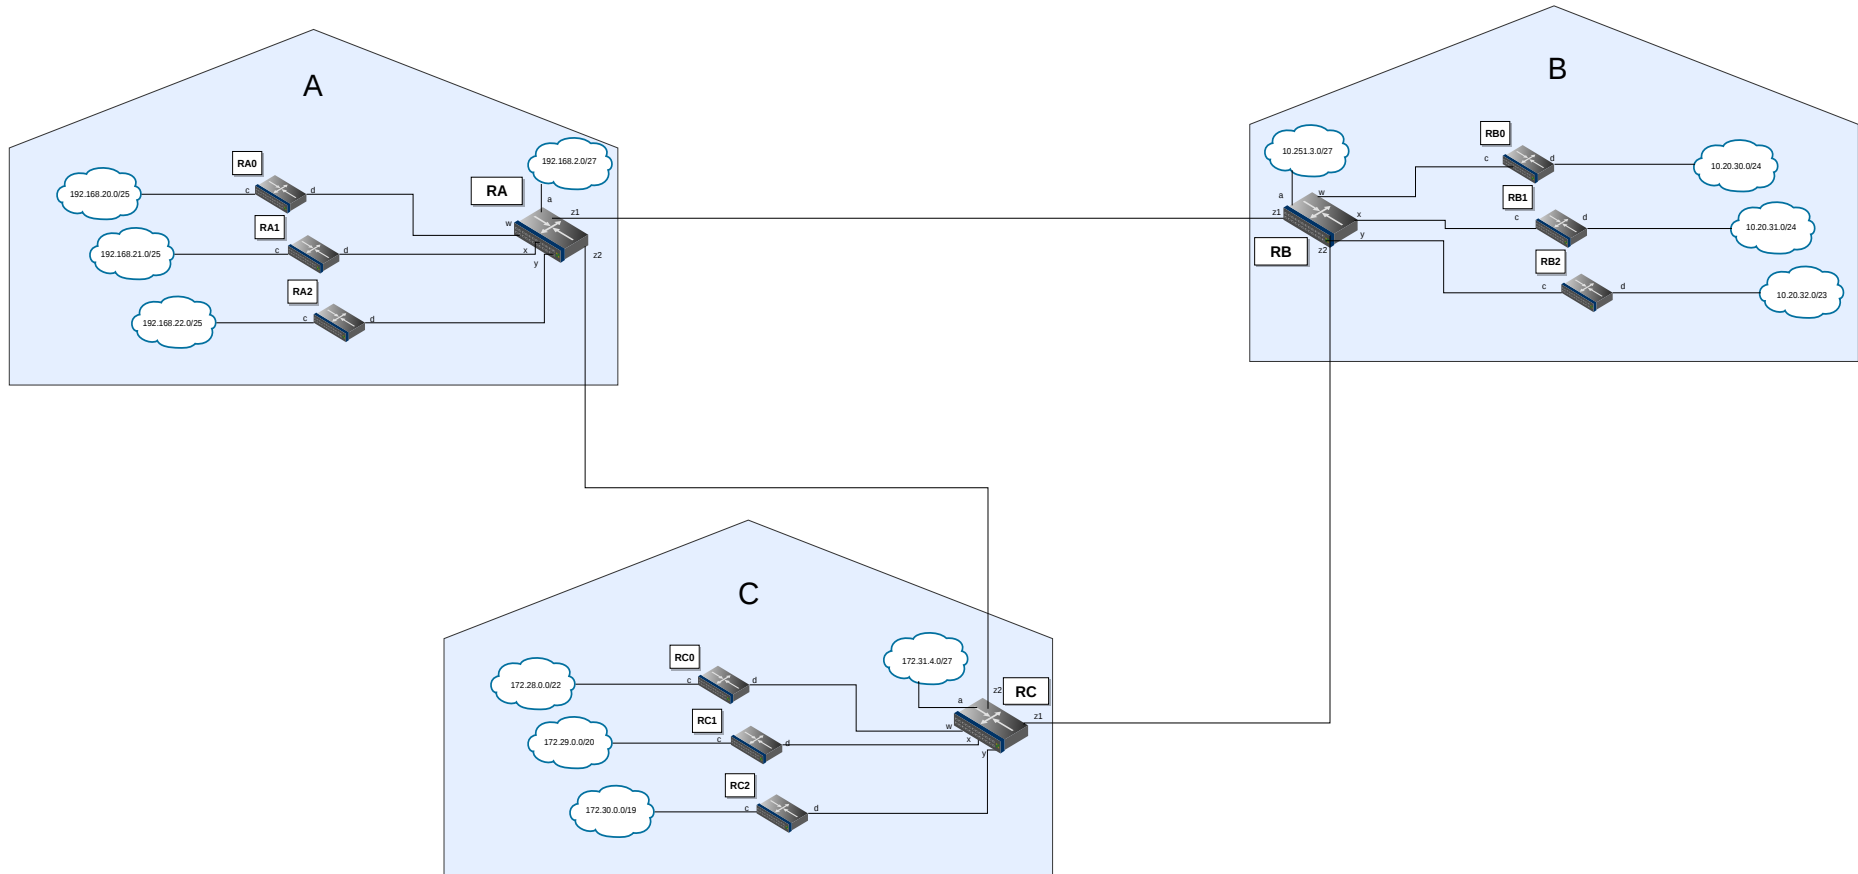 A
RA0
192.168.20.0/25
c
d
RA1
192.168.21.0/25
c
d
RA2
192.168.22.0/25
c
d
192.168.2.0/27
RA
a
z1
w
x
y
z2
B
10.251.3.0/27
a
w
z1
x
y
z2
RB
RB0
c
d
10.20.30.0/24
RB1
c
d
10.20.31.0/24
RB2
c
d
10.20.32.0/23
C
RC0
172.28.0.0/22
c
d
RC1
172.29.0.0/20
c
d
RC2
172.30.0.0/19
c
d
172.31.4.0/27
z2
RC
a
z1
w
x
y